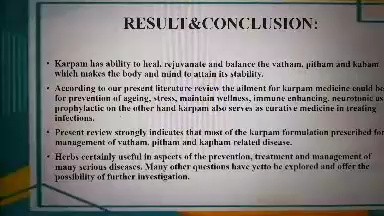 RESULT&CONCLUSION:
• Karpam has ability to heal, rejuvanate and balance the vatham, pitham and kabam
which makes the body and mind to attain its stability.
• According to our present literature review the ailment for karpam medicine could be
for prevention of ageing, stress, maintain wellness, immune enhancing, neurotonic as
prophylactic on the other hand karpam also serves as curative medicine in treating
infections.
• Present review strongly indicates that most of the karpam formulation prescribed for
management of vatham, pitham and kapham related disease.
• Herbs certainly useful in aspects of the prevention, treatment and management of
many serious diseases. Many other questions have yetto be explored and offer the
possibility of further investigation.